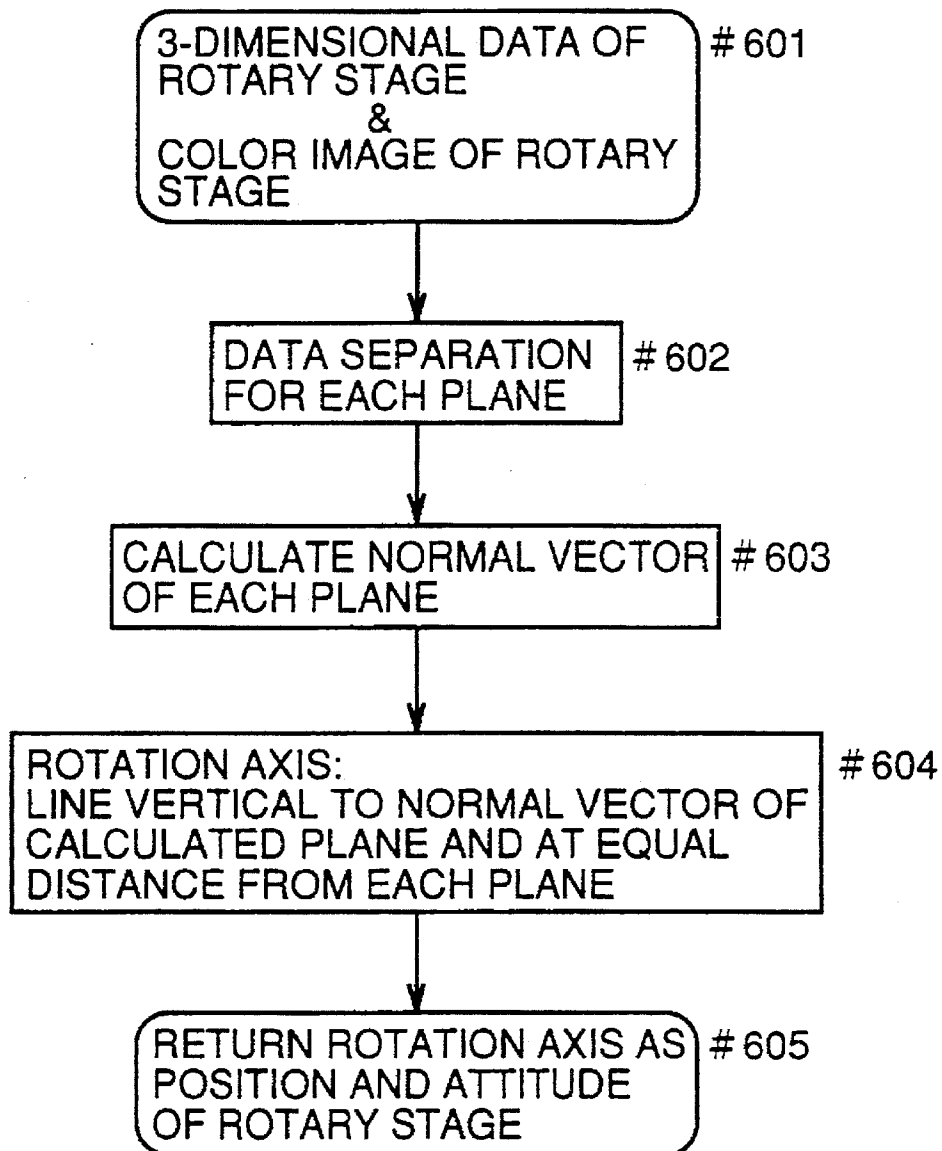 3-DIMENSIONAL DATA OF
ROTARY STAGE
&
COLOR IMAGE OF ROTARY
STAGE
#601
DATA SEPARATION
FOR EACH PLANE
#602
CALCULATE NORMAL VECTOR
OF EACH PLANE
#603
ROTATION AXIS:
LINE VERTICAL TO NORMAL VECTOR OF
CALCULATED PLANE AND AT EQUAL
DISTANCE FROM EACH PLANE
#604
RETURN ROTATION AXIS AS
POSITION AND ATTITUDE
OF ROTARY STAGE
#605